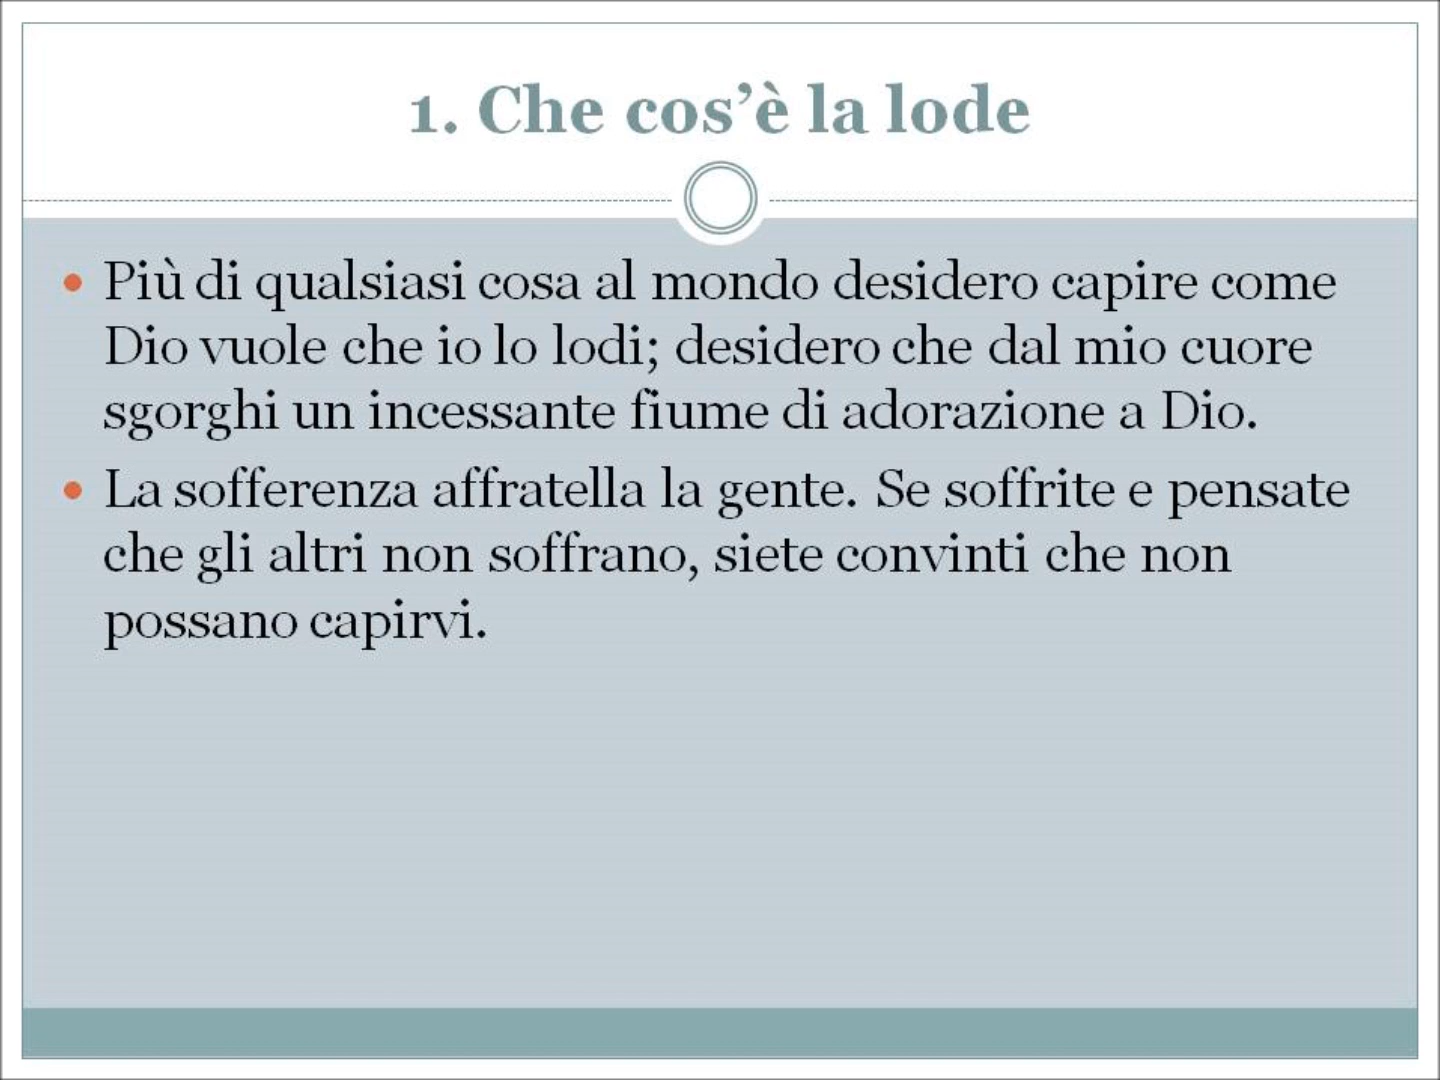 1. Che cos’è la lode
• Più di qualsiasi cosa al mondo desidero capire come
Dio vuole che io lo lodi; desidero che dal mio cuore
sgorghi un incessante fiume di adorazione a Dio.
• La sofferenza affratella la gente. Se soffrite e pensate
che gli altri non soffrano, siete convinti che non
possano capirvi.